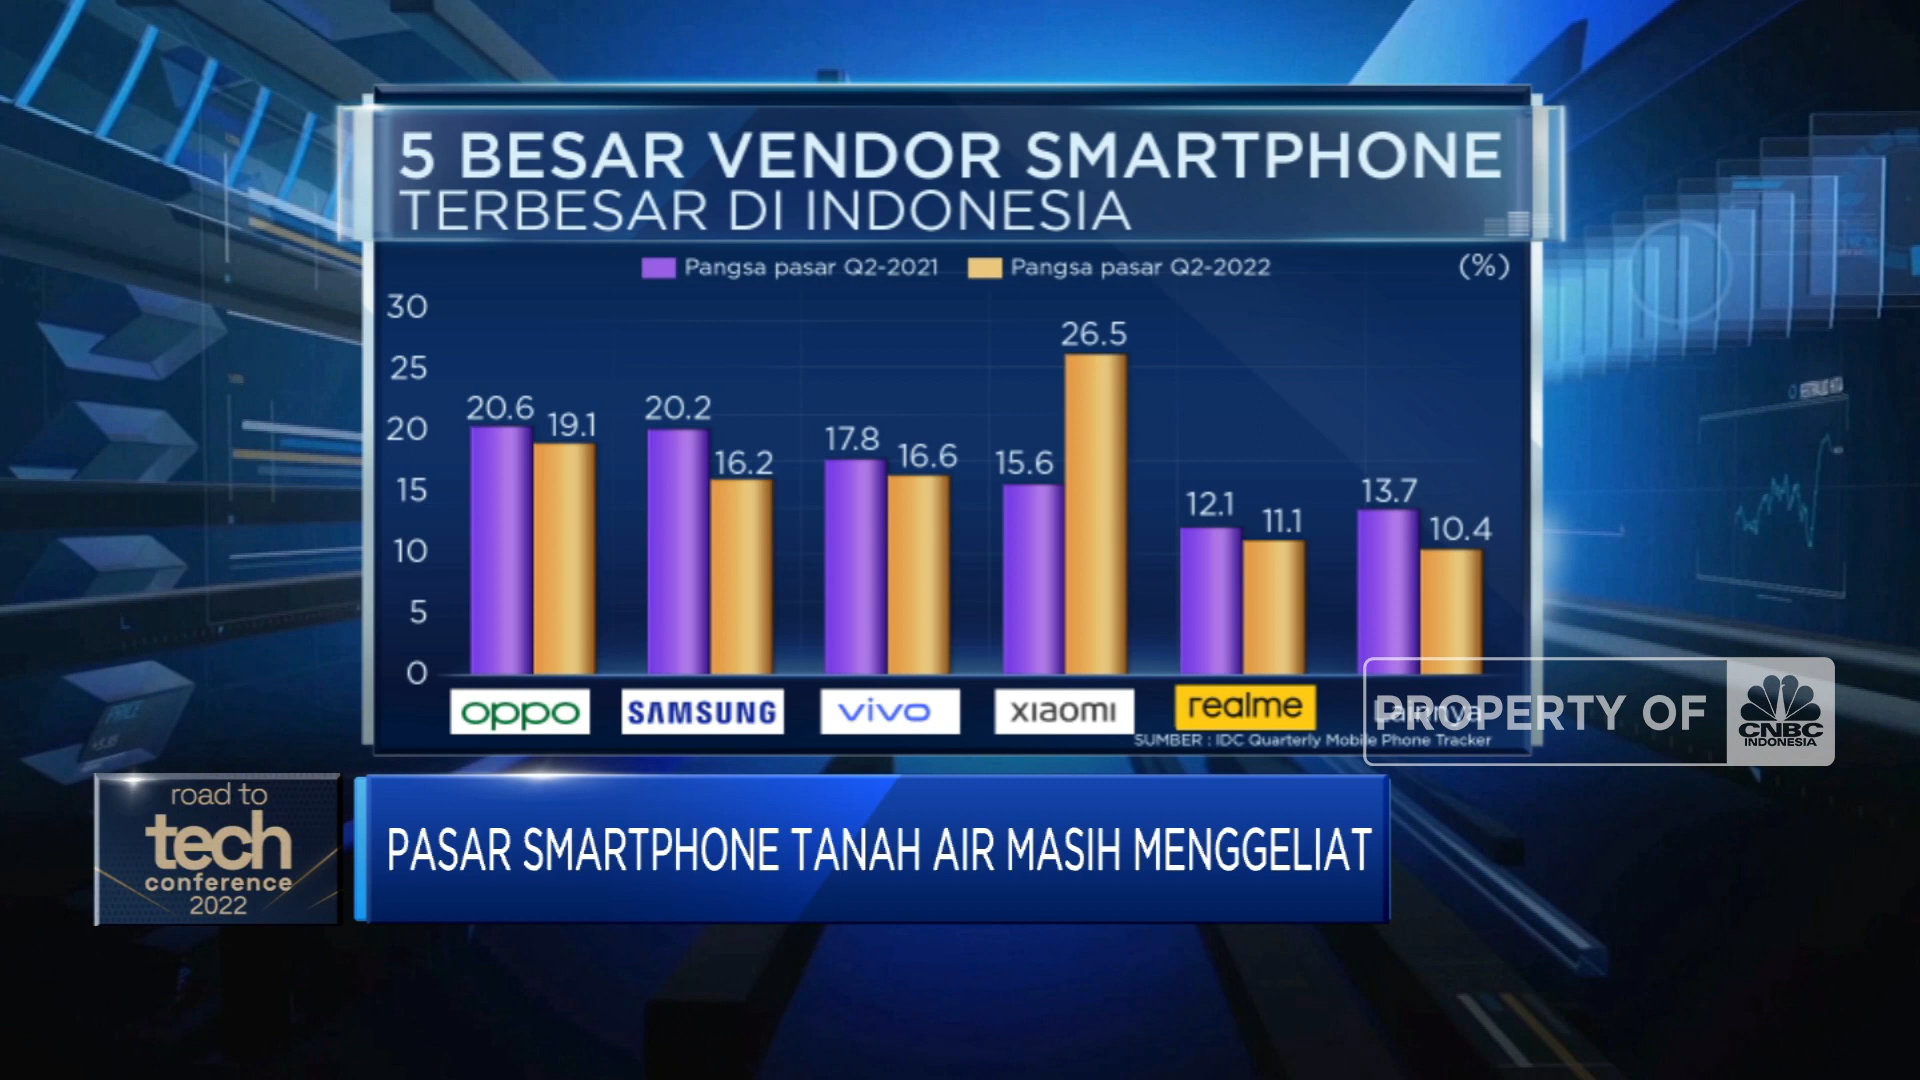 5 BESAR VENDOR SMARTPHONE
TERBESAR DI INDONESIA
Pangsa pasar Q2-2021 Pangsa pasar Q2-2022 (%)
30
25
20
15
10
5
0
20.6 19.1
20.2 16.2
17.8 16.6
15.6 26.5
12.1 11.1
13.7 10.4
oppo SAMSUNG vivo xiaomi realme Lainnya
SUMBER : IDC Quarterly Mobile Phone Tracker
PROPERTY OF
CNBC
INDONESIA
road to
tech
conference
2022
PASAR SMARTPHONE TANAH AIR MASIH MENGGELIAT